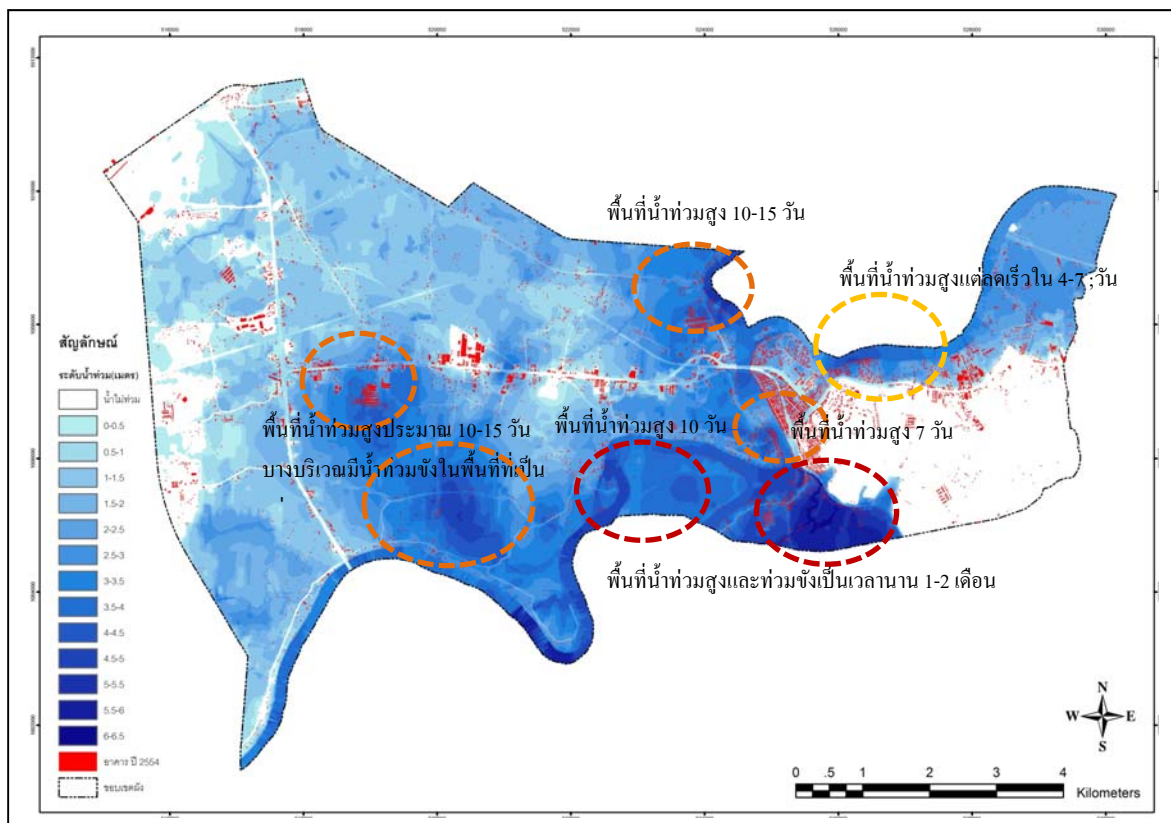 516000 518000 520000 522000 524000 526000 528000 530000
พื้นที่น้ำท่วมสูง 10-15 วัน
พื้นที่น้ำท่วมสูงแต่ลดเร็วใน 4-7 ;วัน
พื้นที่น้ำท่วมสูงประมาณ 10-15 วัน
บางบริเวณมีน้ำท่วมขังในพื้นที่ที่เป็น
พื้นที่น้ำท่วมสูง 10 วัน
พื้นที่น้ำท่วมสูง 7 วัน
พื้นที่น้ำท่วมสูงและท่วมขังเป็นเวลานาน 1-2 เดือน
สัญลักษณ์
ระดับน้ำท่วม(เมตร)
น้ำไม่ท่วม
0-0.5
0.5-1
1-1.5
1.5-2
2-2.5
2.5-3
3-3.5
3.5-4
4-4.5
4.5-5
5-5.5
5.5-6
6-6.5
อาคาร ปี 2554
ขอบเขตผัง
N
W E
S
0 .5 1 2 3 4
Kilometers